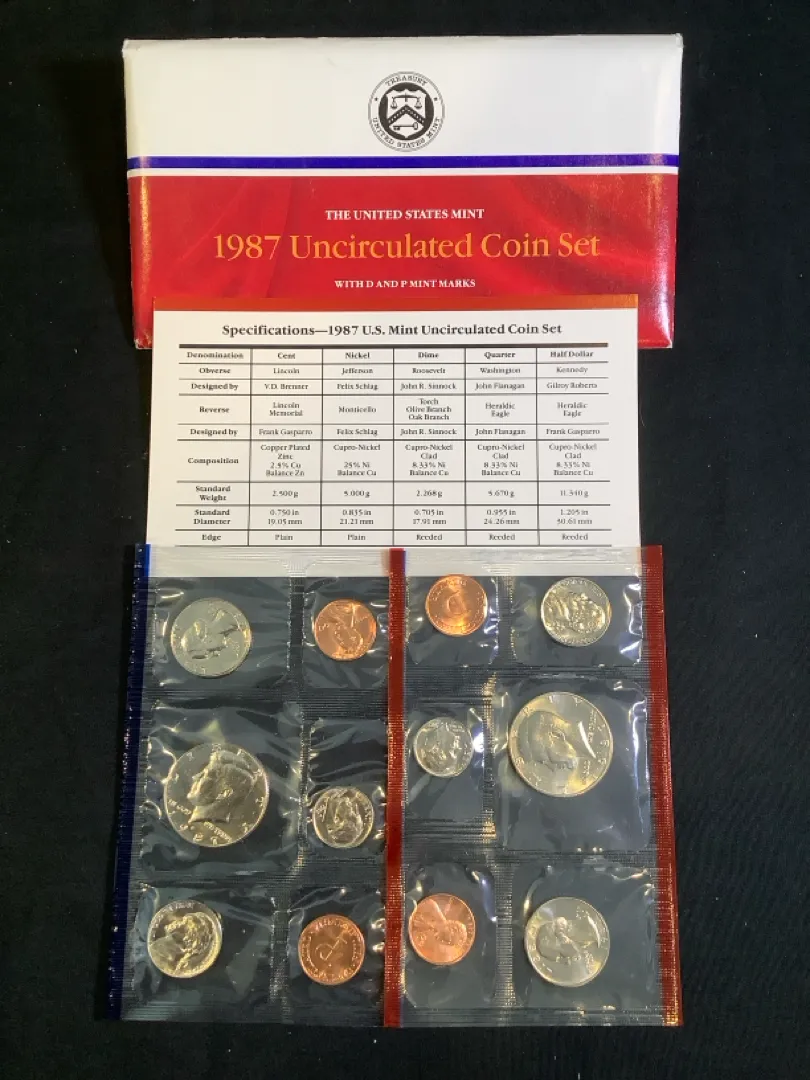 TREASURY
UNITED STATES MINT
THE UNITED STATES MINT
1987 Uncirculated Coin Set
WITH D AND P MINT MARKS
Specifications—1987 U.S. Mint Uncirculated Coin Set
Denomination Cent Nickel Dime Quarter Half Dollar
Obverse Lincoln Jefferson Roosevelt Washington Kennedy
Designed by V.D. Brenner Felix Schlag John R. Sinnock John Flanagan Gilroy Roberts
Reverse Lincoln Memorial Monticello Torch Olive Branch Oak Branch Heraldic Eagle Heraldic Eagle
Designed by Frank Gasparro Felix Schlag John R. Sinnock John Flanagan Frank Gasparro
Composition Copper Plated Zinc 2.5% Cu Balance Zn Cupro-Nickel 25% Ni Balance Cu Cupro-Nickel Clad 8.33% Ni Balance Cu Cupro-Nickel Clad 8.33% Ni Balance Cu Cupro-Nickel Clad 8.33% Ni Balance Cu
Standard Weight 2.500 g 5.000 g 2.268 g 5.670 g 11.340 g
Standard Diameter 0.750 in 19.05 mm 0.835 in 21.21 mm 0.705 in 17.91 mm 0.955 in 24.26 mm 1.205 in 30.61 mm
Edge Plain Plain Reeded Reeded Reeded
D
P